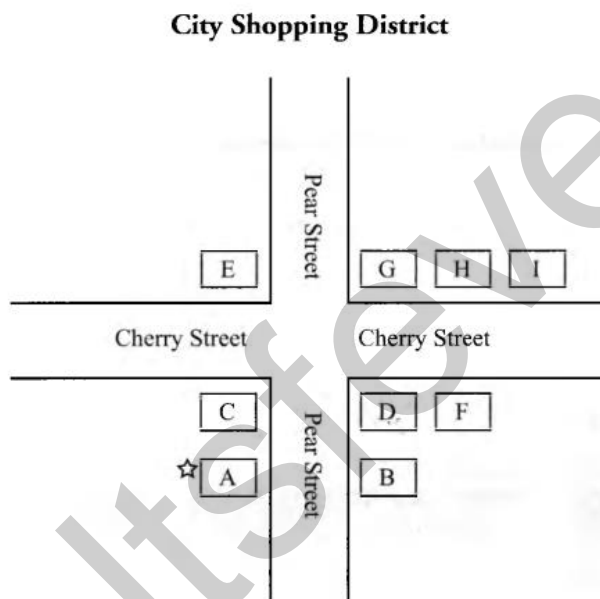 City Shopping District
Pear Street
E
G H I
Cherry Street
Cherry Street
C
D F
Pear Street
A
B